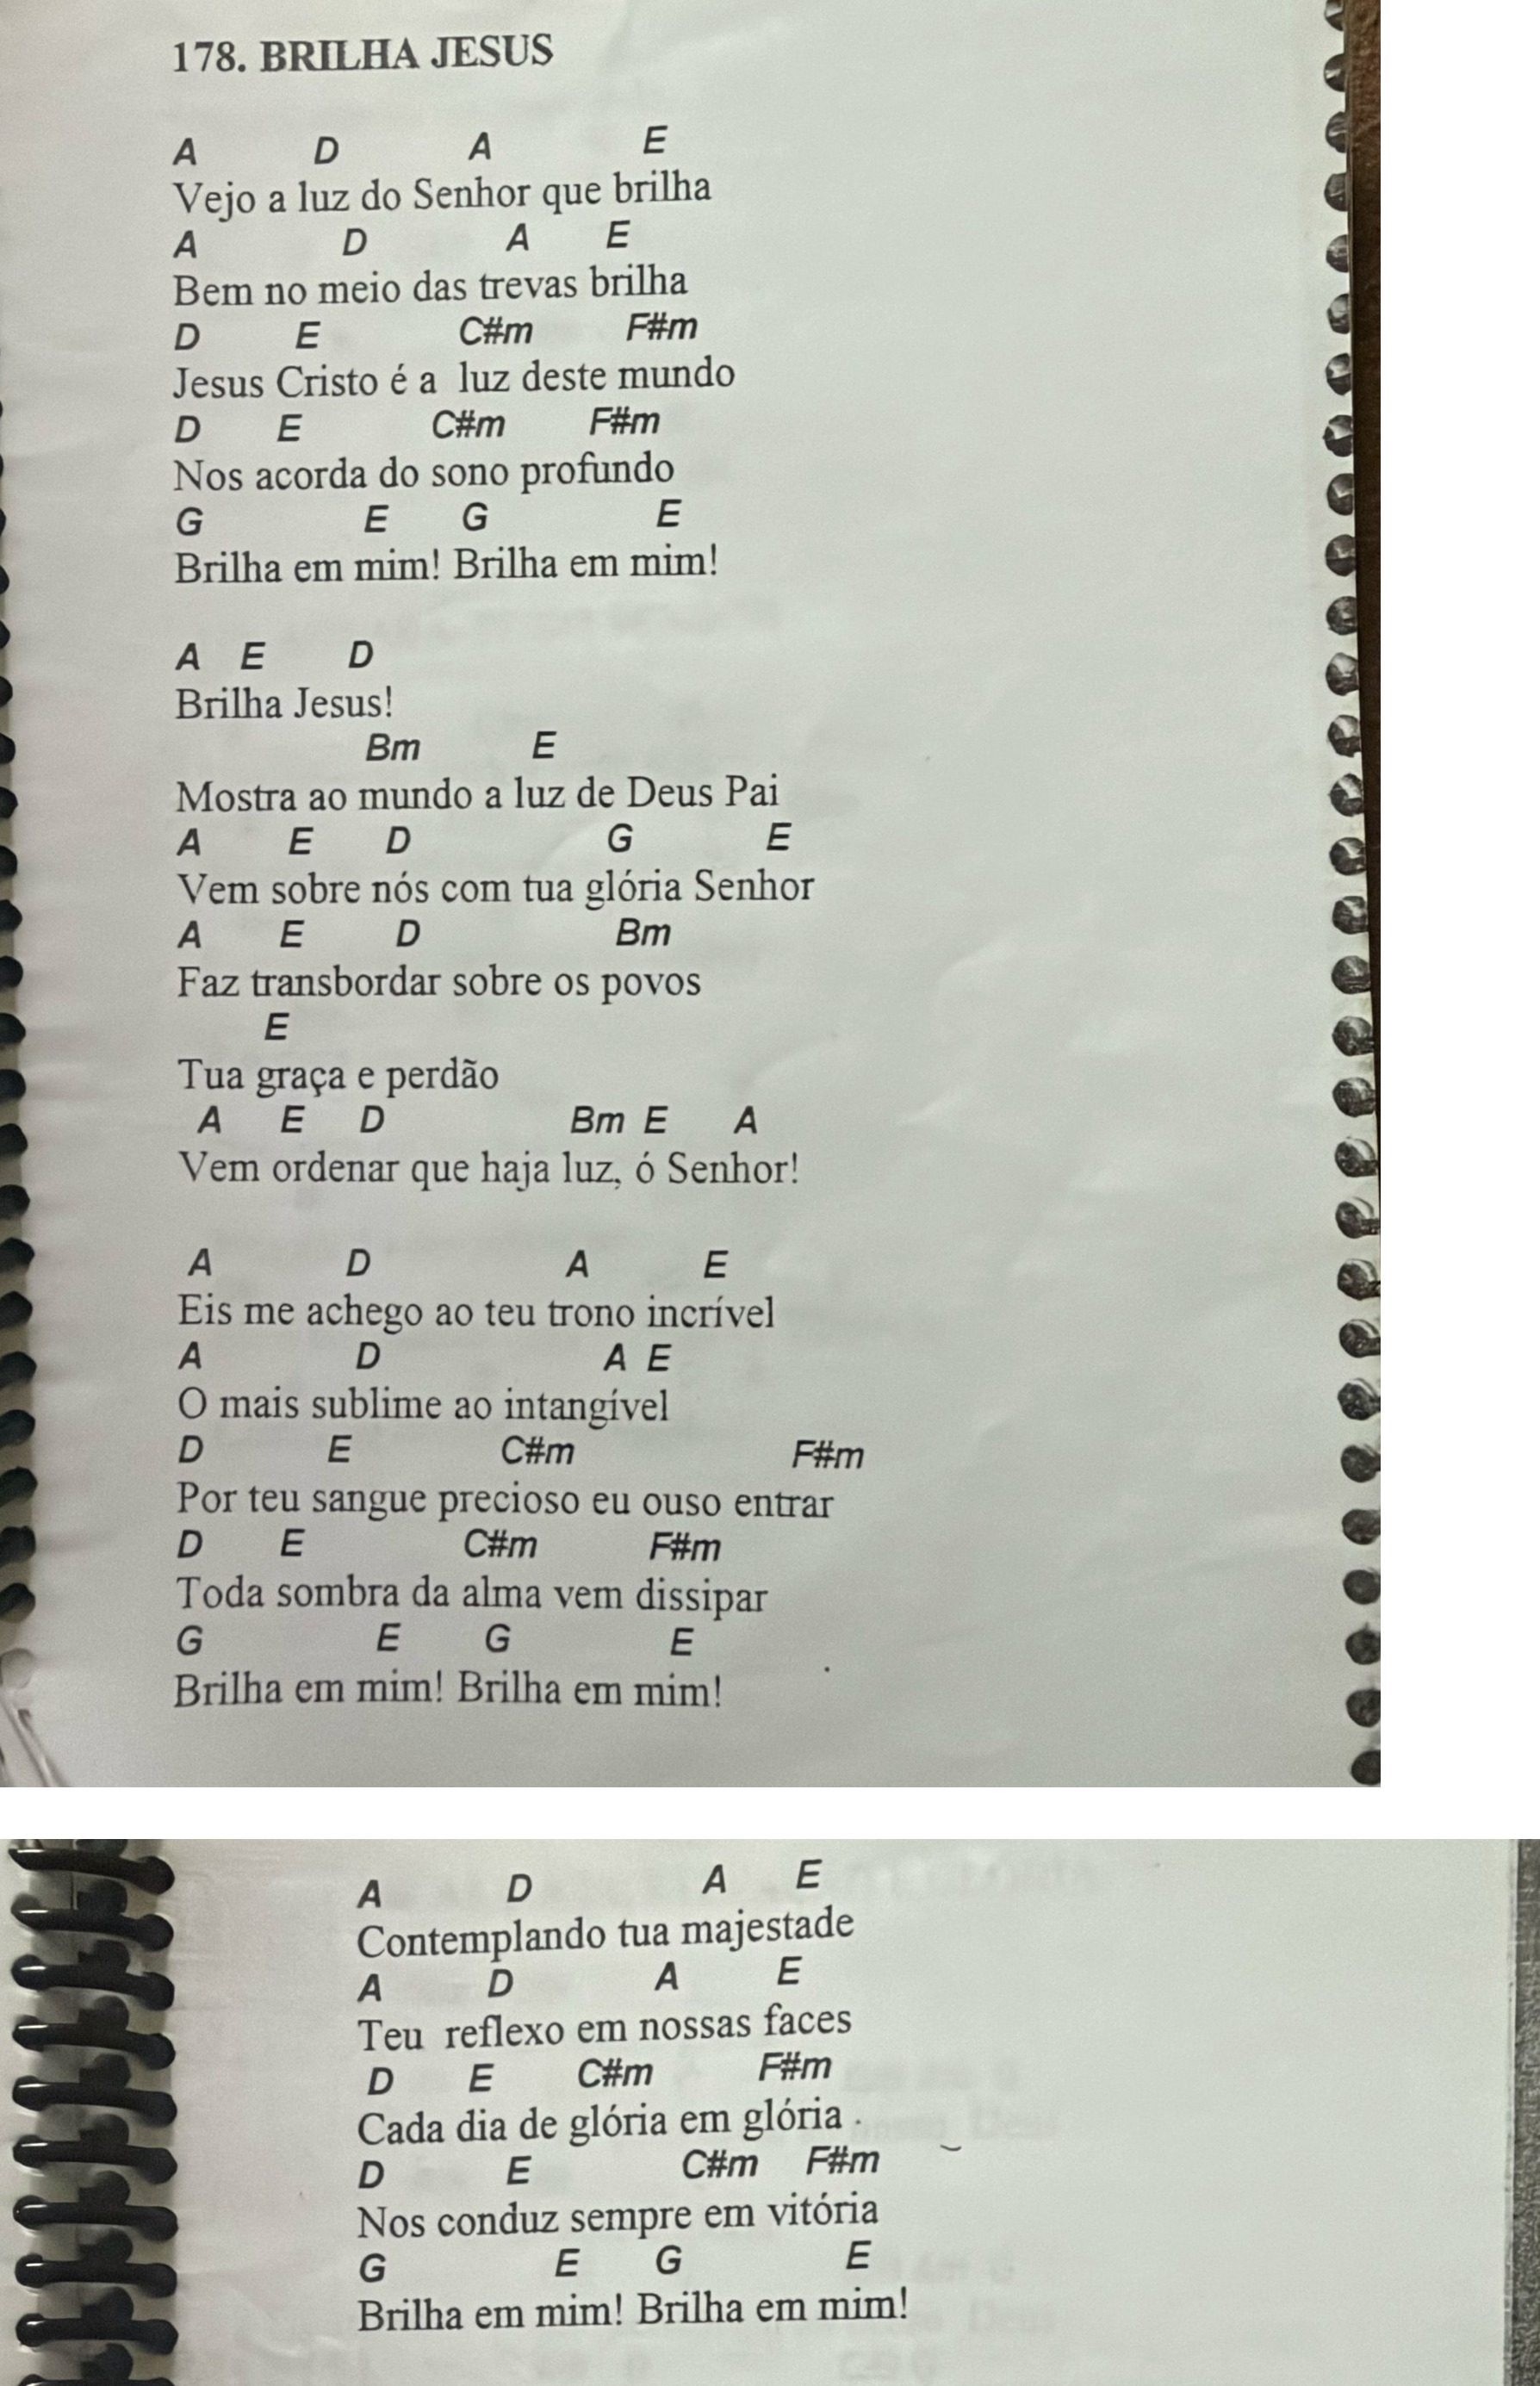 178. BRILHA JESUS
A D A E
Vejo a luz do Senhor que brilha
A D A E
Bem no meio das trevas brilha
D E C#m F#m
Jesus Cristo é a luz deste mundo
D E C#m F#m
Nos acorda do sono profundo
G E G E
Brilha em mim! Brilha em mim!
A E D
Brilha Jesus!
Bm E
Mostra ao mundo a luz de Deus Pai
A E D G E
Vem sobre nós com tua glória Senhor
A E D Bm
Faz transbordar sobre os povos
E
Tua graça e perdão
A E D Bm E A
Vem ordenar que haja luz, ó Senhor!
A D A E
Eis me achego ao teu trono incrível
A D A E
O mais sublime ao intangível
D E C#m F#m
Por teu sangue precioso eu ouso entrar
D E C#m F#m
Toda sombra da alma vem dissipar
G E G E
Brilha em mim! Brilha em mim!
A D A E
Contemplando tua majestade
A D A E
Teu reflexo em nossas faces
D E C#m F#m
Cada dia de glória em glória
D E C#m F#m
Nos conduz sempre em vitória
G E G E
Brilha em mim! Brilha em mim!